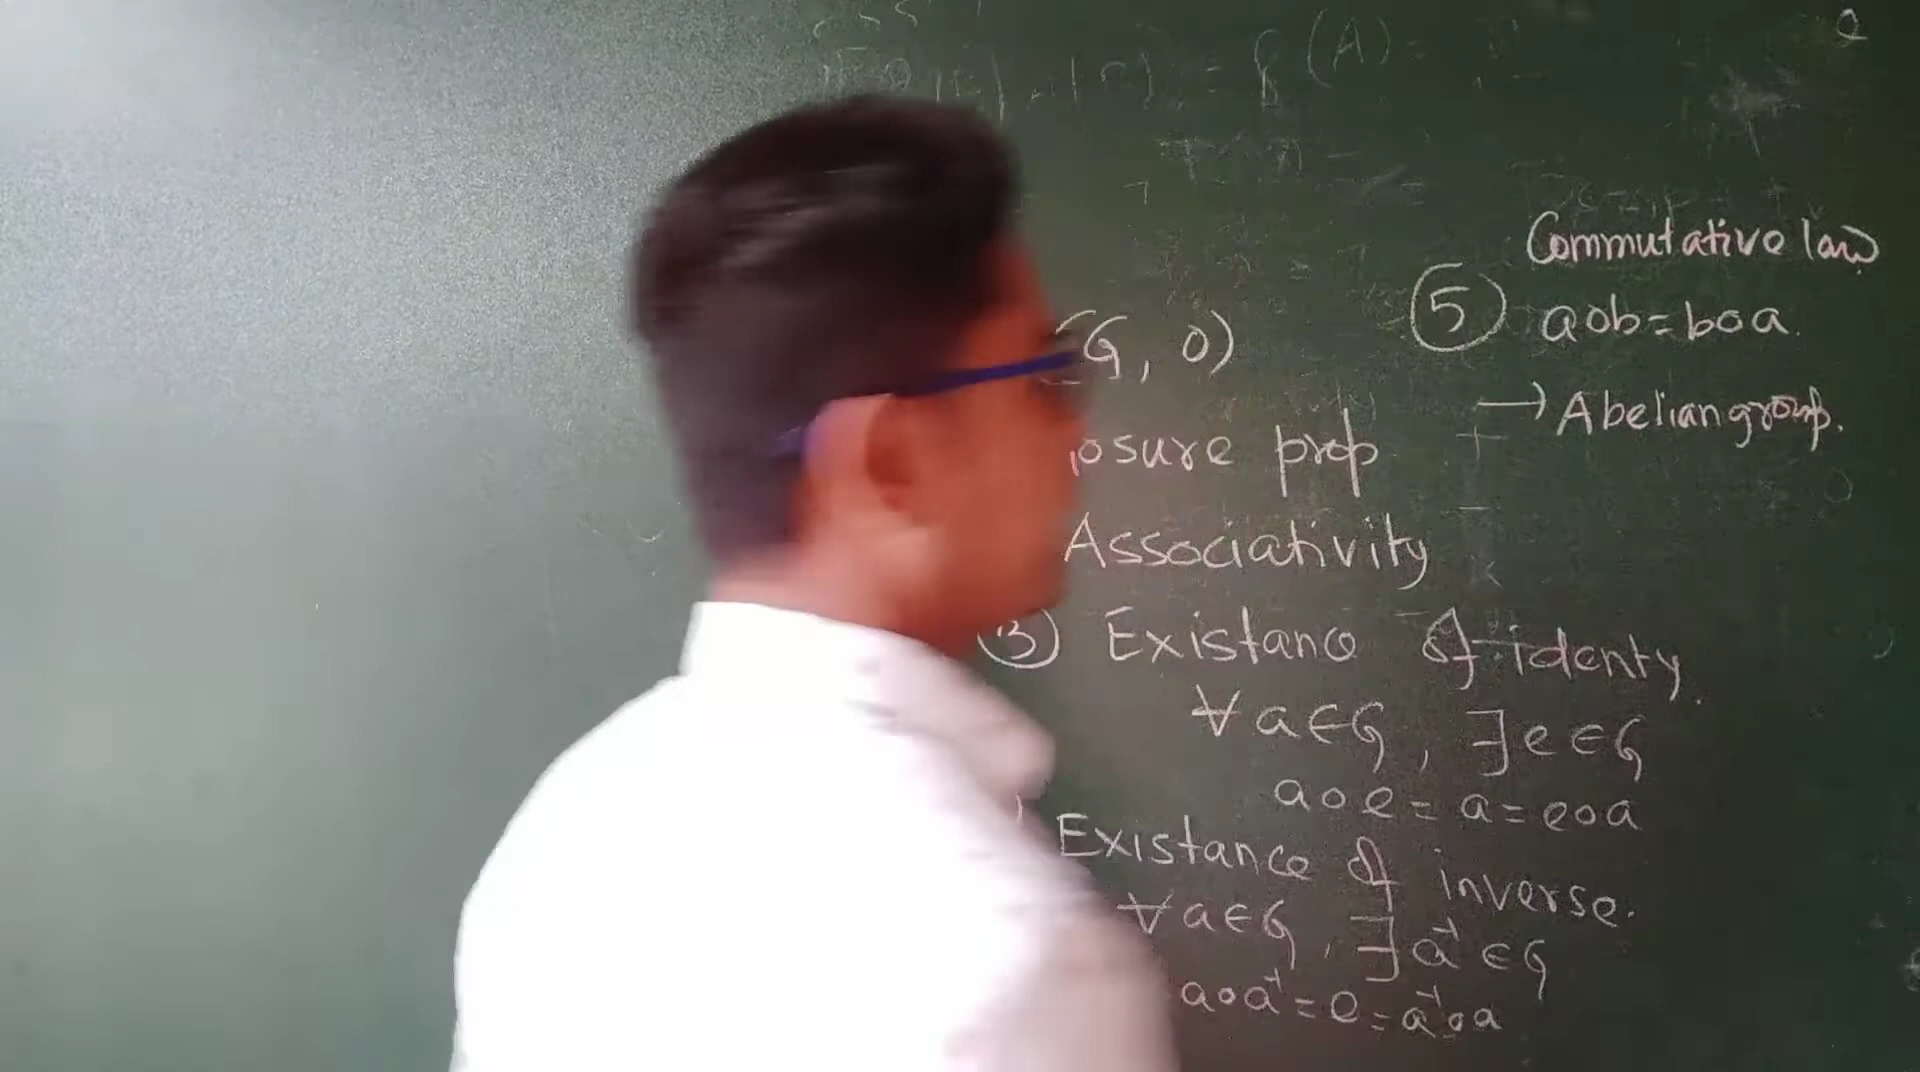 (G, o)
osure prop
Associativity
③ Existance of identy.
∀a∈G, ∃e∈G
aoe = a = eoa
Existance of inverse.
∀a∈G, ∃a⁻¹∈G
aoa⁻¹ = e = a⁻¹oa
Commutative law
⑤ aob = boa.
→ Abelian group.